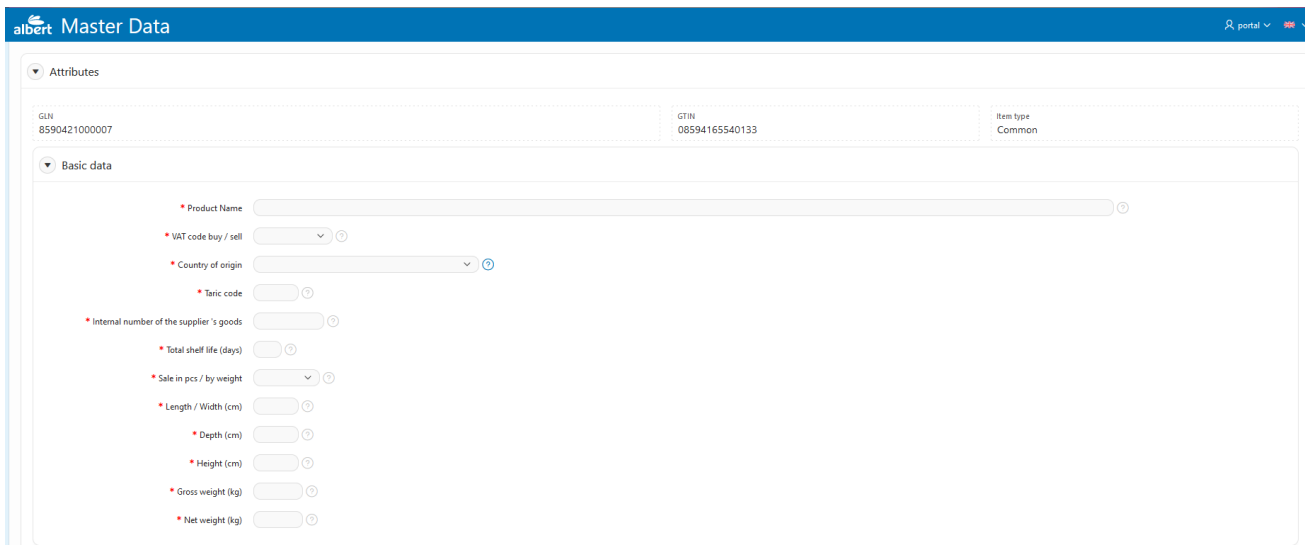 albert Master Data
portal
Attributes
GLN GTIN Item type
8590421000007 08594165540133 Common
Basic data
* Product Name ?
* VAT code buy / sell ?
* Country of origin ?
* Taric code ?
* Internal number of the supplier 's goods ?
* Total shelf life (days) ?
* Sale in pcs / by weight ?
* Length / Width (cm) ?
* Depth (cm) ?
* Height (cm) ?
* Gross weight (kg) ?
* Net weight (kg) ?